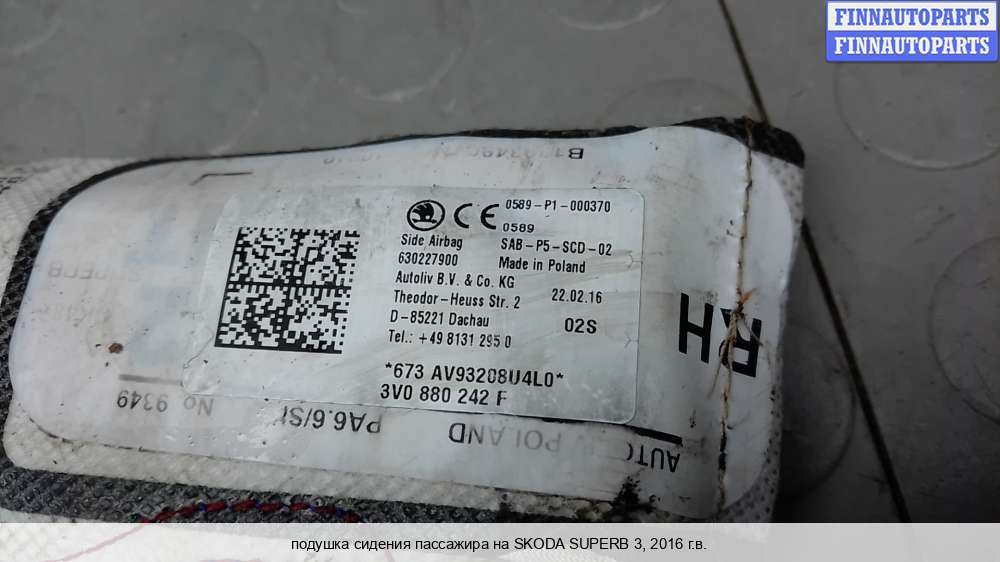 FINNAUTOPARTS
FINNAUTOPARTS
0589-P1-000370
CE
0589
Side Airbag
SAB-P5-SCD-02
630227900
Made in Poland
Autoliv B.V. & Co. KG
Theodor-Heuss Str. 2
22.02.16
D-85221 Dachau
02S
Tel.: +49 8131 295 0
*673 AV93208U4L0*
3V0 880 242 F
RH
No. 9349
PA6.6/
POLAND
подушка сидения пассажира на SKODA SUPERB 3, 2016 г.в.